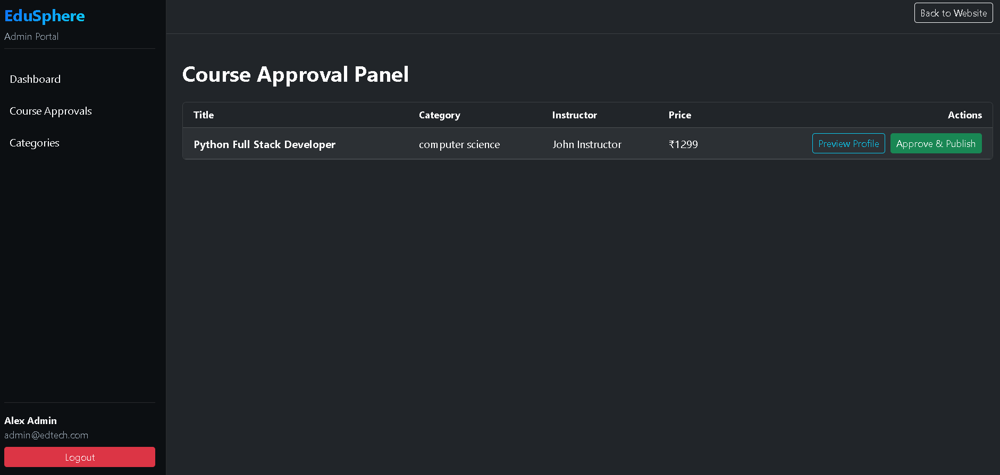 EduSphere
Admin Portal
Dashboard
Course Approvals
Categories
Alex Admin
admin@edtech.com
Logout
Back to Website
Course Approval Panel
Title Category Instructor Price Actions
Python Full Stack Developer computer science John Instructor ₹1299 Preview Profile Approve & Publish